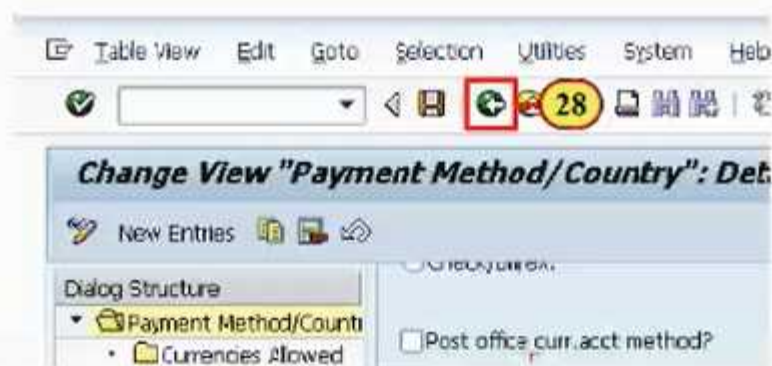 Table View Edit Goto Selection Utilities System Help
28
Change View "Payment Method/Country": Det
New Entries
Dialog Structure
Payment Method/Countr
Currencies Allowed
Post office curr.acct method?